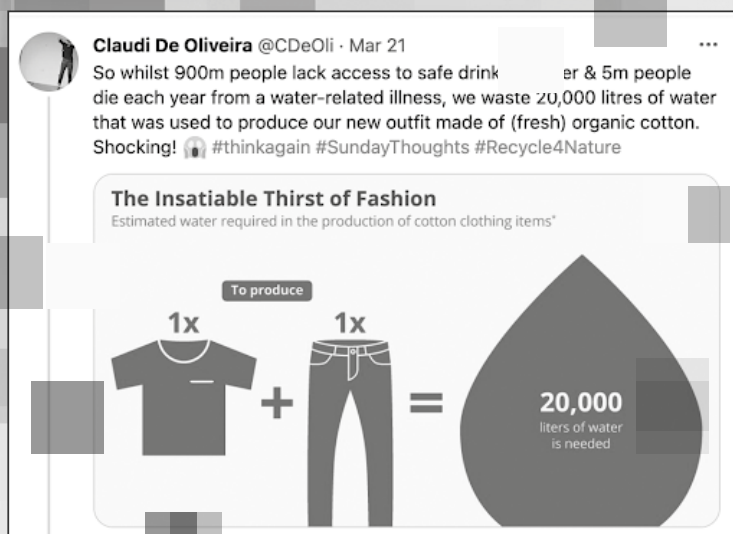 Claudi De Oliveira @CDeOli · Mar 21
So whilst 900m people lack access to safe drink er & 5m people
die each year from a water-related illness, we waste 20,000 litres of water
that was used to produce our new outfit made of (fresh) organic cotton.
Shocking! 😱 #thinkagain #SundayThoughts #Recycle4Nature
The Insatiable Thirst of Fashion
Estimated water required in the production of cotton clothing items*
To produce
1x 1x
+ =
20,000
liters of water
is needed